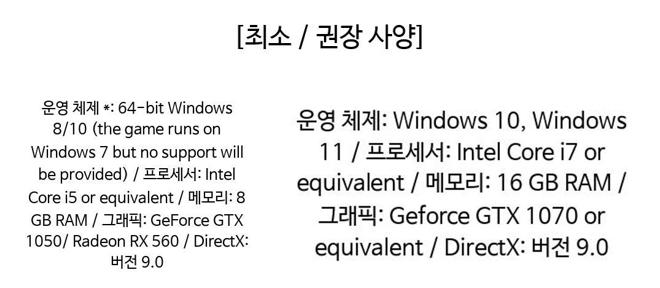 [최소 / 권장 사양]
운영 체제 *: 64-bit Windows
8/10 (the game runs on
Windows 7 but no support will
be provided) / 프로세서: Intel
Core i5 or equivalent / 메모리: 8
GB RAM / 그래픽: GeForce GTX
1050/ Radeon RX 560 / DirectX:
버전 9.0
운영 체제: Windows 10, Windows
11 / 프로세서: Intel Core i7 or
equivalent / 메모리: 16 GB RAM /
그래픽: Geforce GTX 1070 or
equivalent / DirectX: 버전 9.0